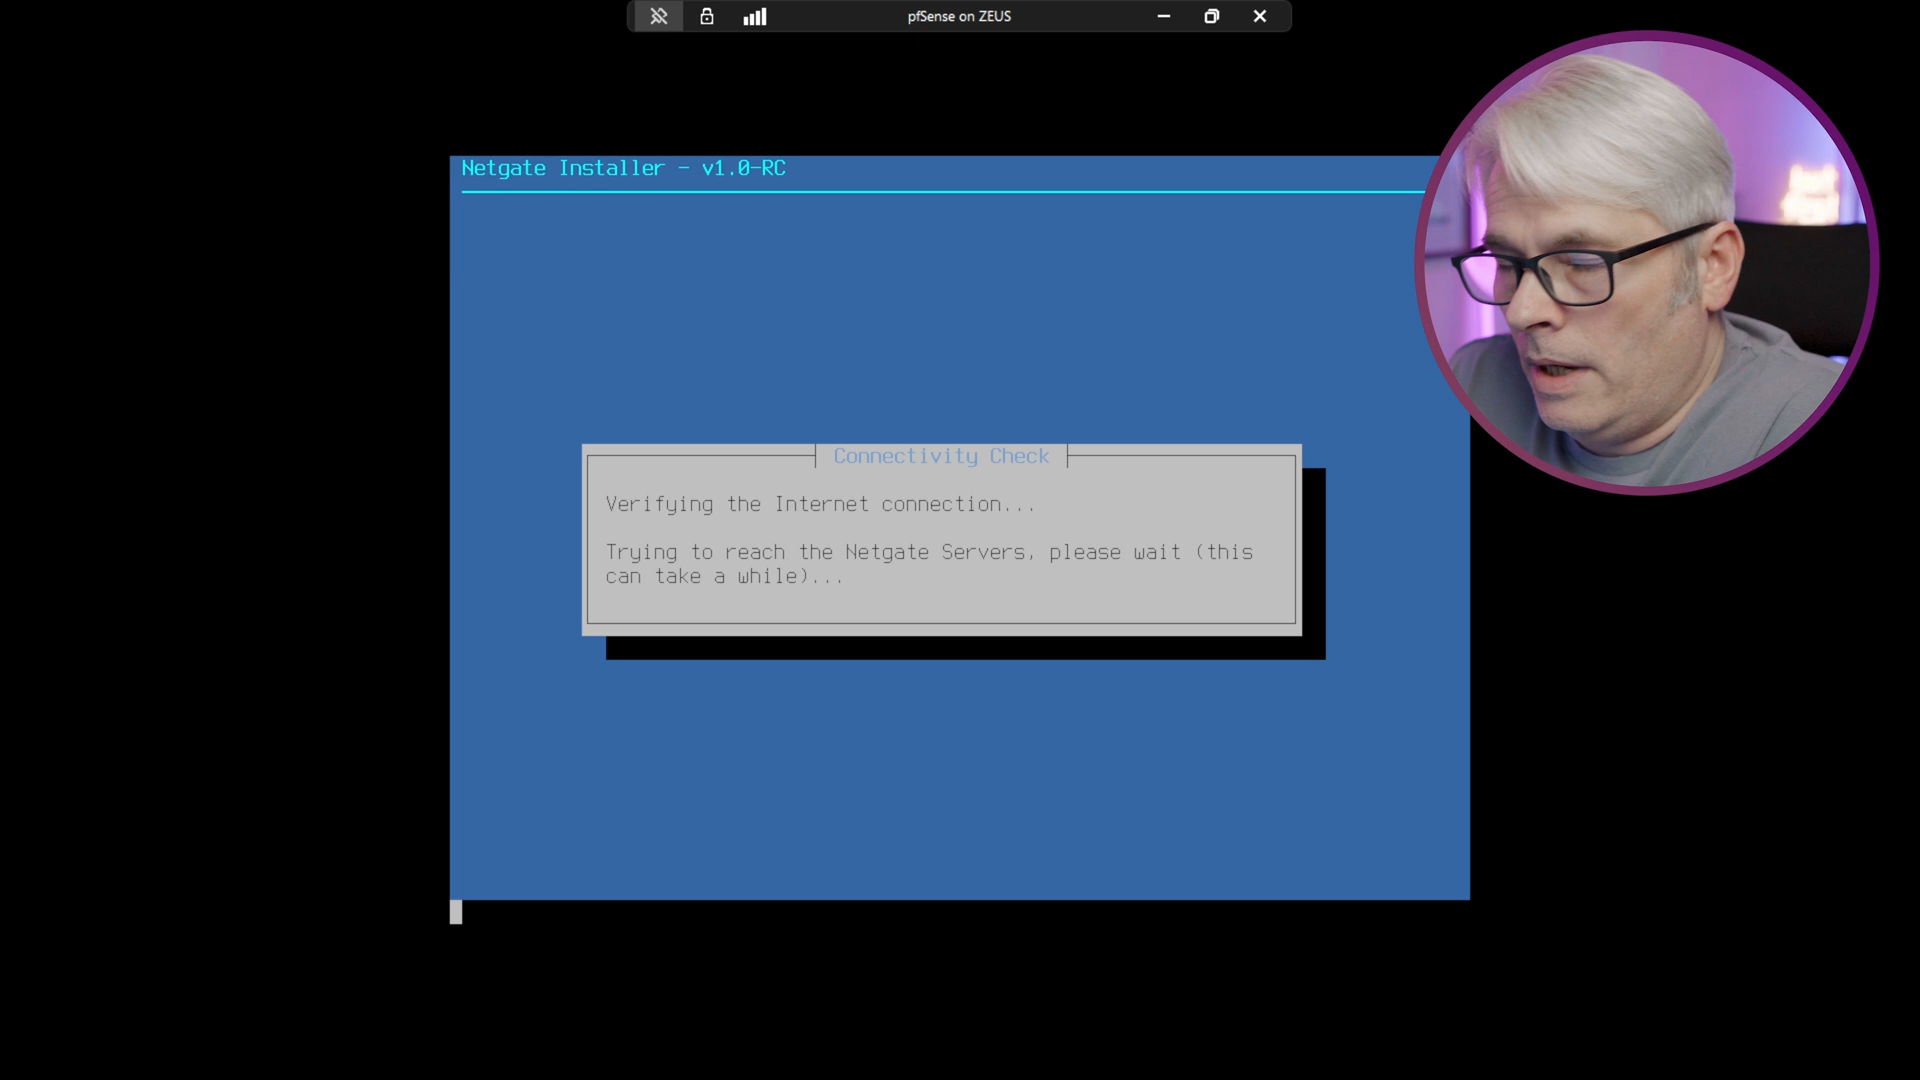 pfSense on ZEUS
Netgate Installer - v1.0-RC
Connectivity Check
Verifying the Internet connection...
Trying to reach the Netgate Servers, please wait (this
can take a while)...